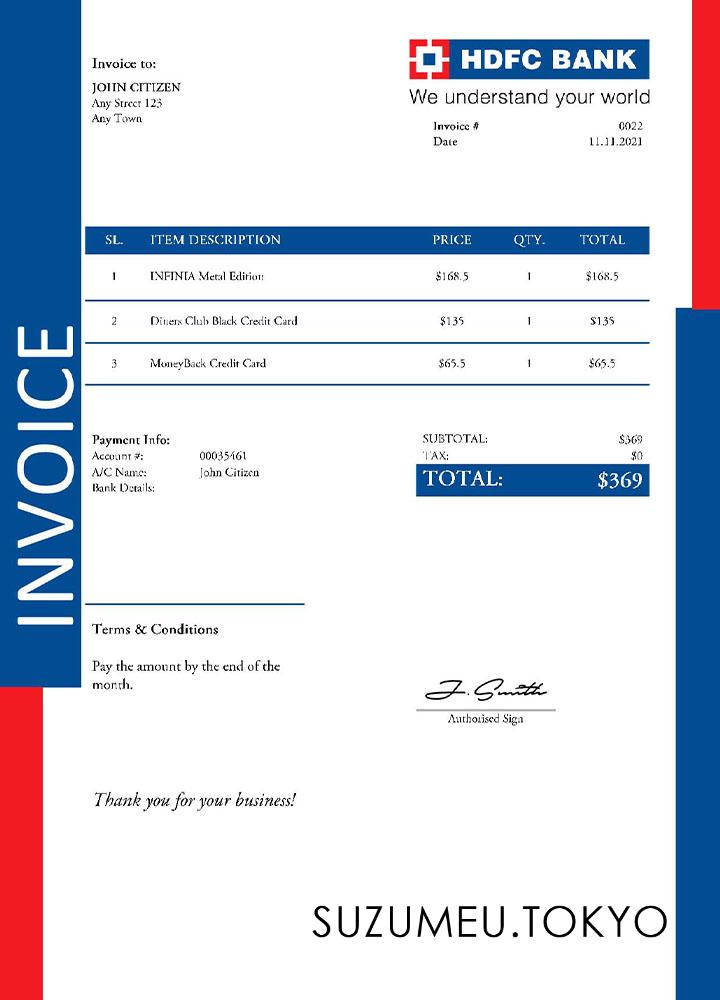 Invoice to:
JOHN CITIZEN
Any Street 123
Any Town
HDFC BANK
We understand your world
Invoice # 0022
Date 11.11.2021
SL. ITEM DESCRIPTION PRICE QTY. TOTAL
1 INFINIA Metal Edition $168.5 1 $168.5
2 Diners Club Black Credit Card $135 1 $135
3 MoneyBack Credit Card $65.5 1 $65.5
INVOICE
Payment Info:
Account #: 00035461
A/C Name: John Citizen
Bank Details:
SUBTOTAL: $369
TAX: $0
TOTAL: $369
Terms & Conditions
Pay the amount by the end of the
month.
J. Smith
Authorised Sign
Thank you for your business!
SUZUMEU.TOKYO